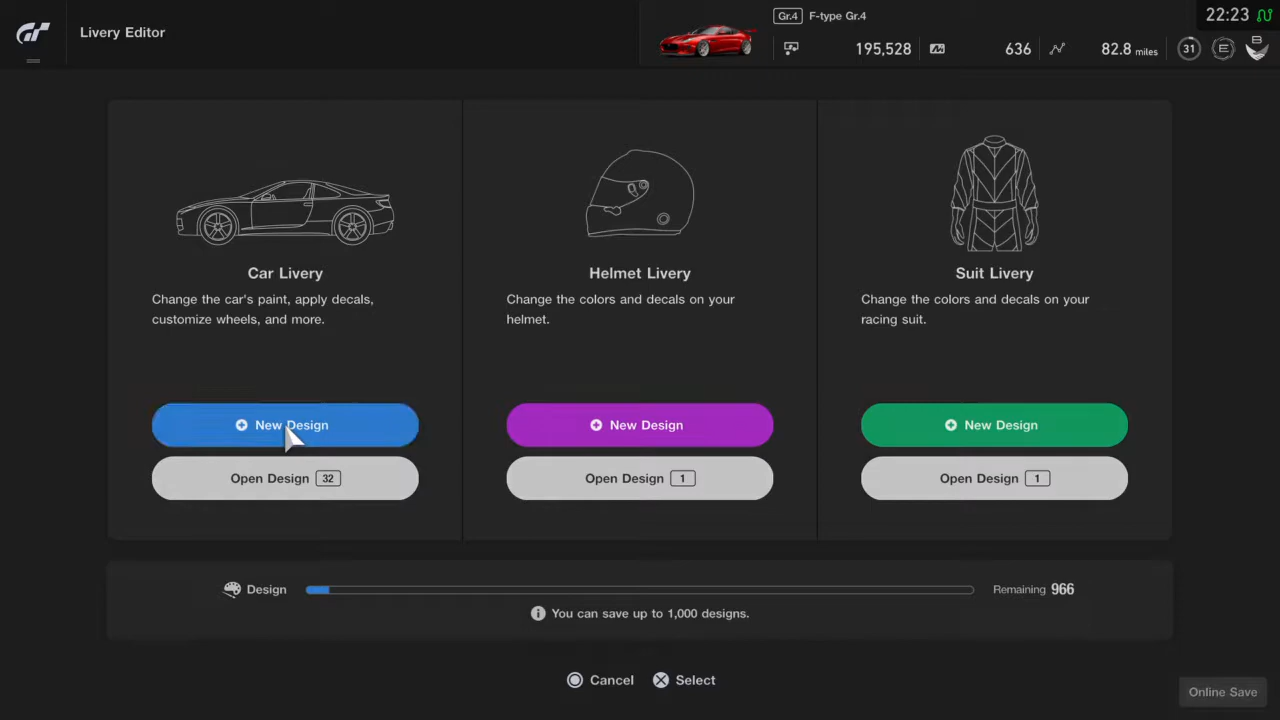 Livery Editor
Gr.4 F-type Gr.4
195,528 636 82.8 miles 31 E B
22:23
Car Livery
Change the car's paint, apply decals,
customize wheels, and more.
New Design
Open Design 32
Helmet Livery
Change the colors and decals on your
helmet.
New Design
Open Design 1
Suit Livery
Change the colors and decals on your
racing suit.
New Design
Open Design 1
Design Remaining 966
You can save up to 1,000 designs.
Cancel Select
Online Save